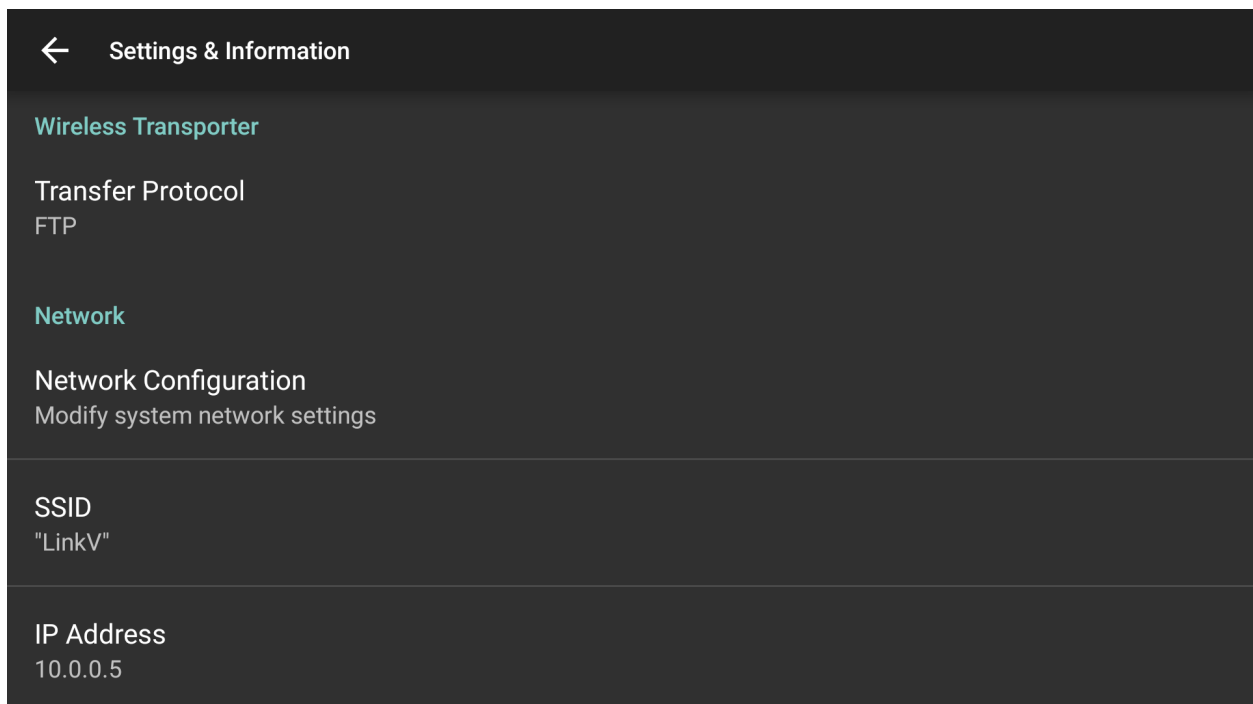 Settings & Information
Wireless Transporter
Transfer Protocol
FTP
Network
Network Configuration
Modify system network settings
SSID
"LinkV"
IP Address
10.0.0.5